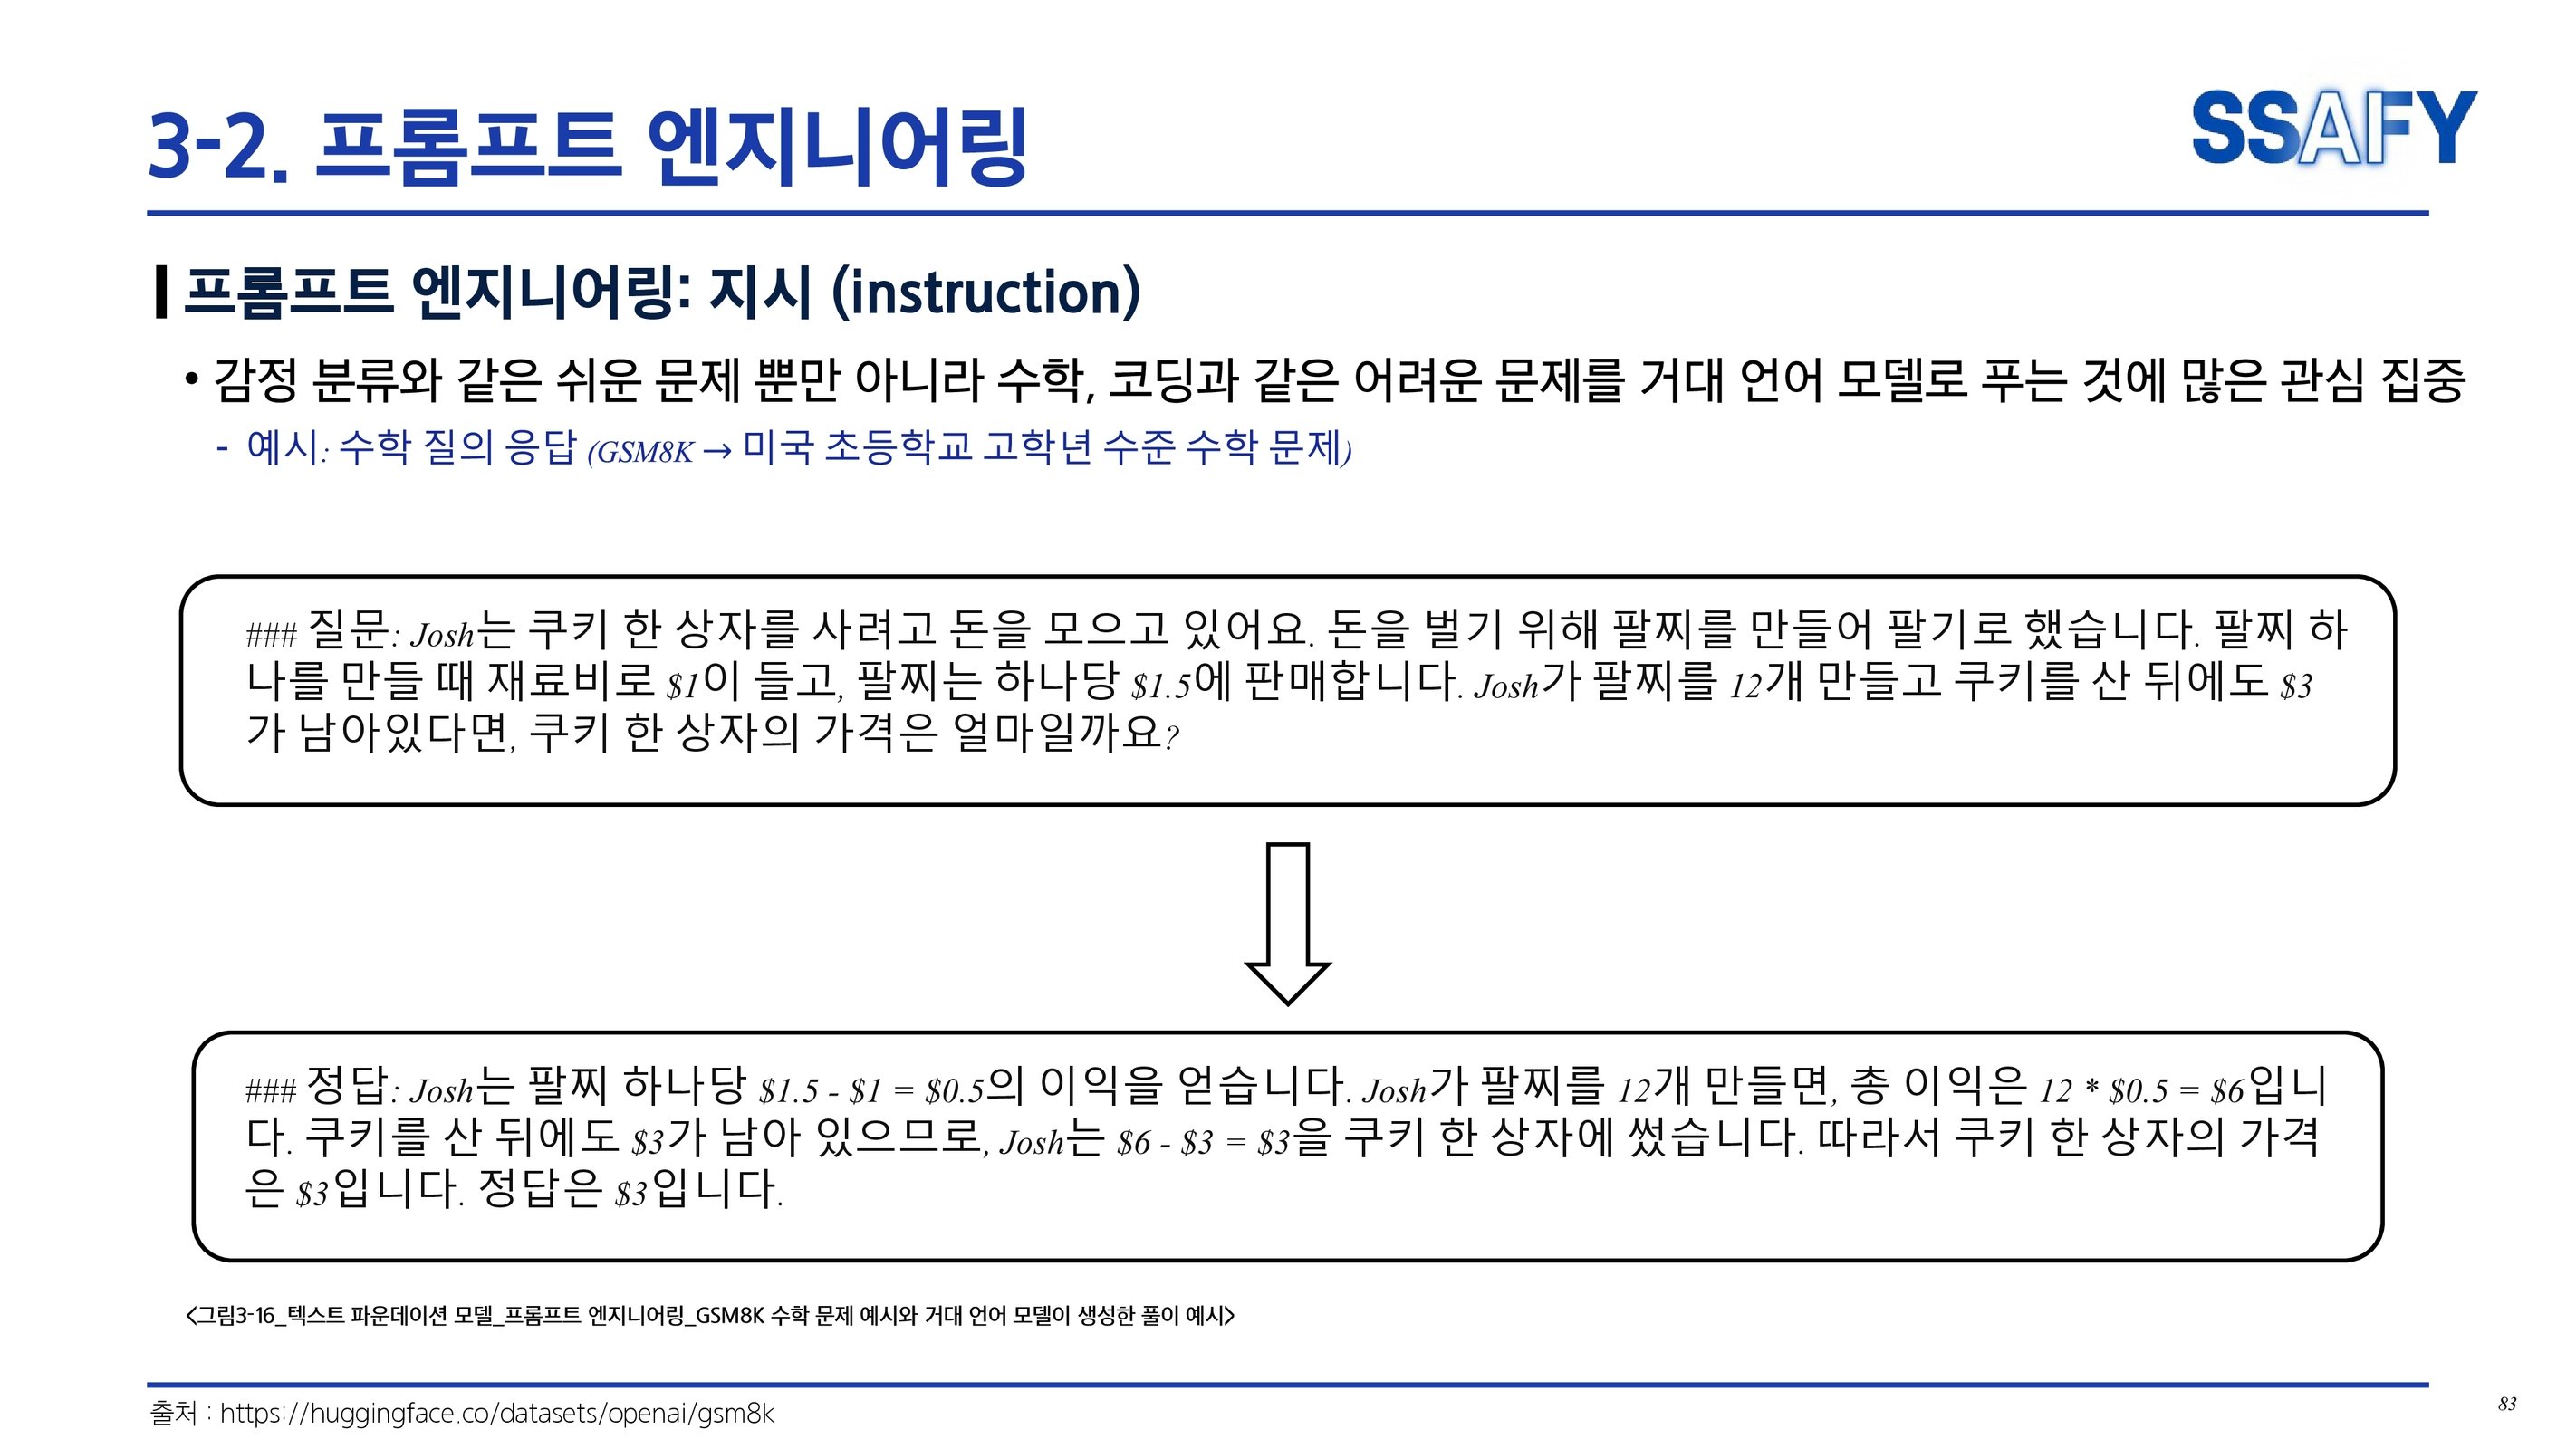 3-2. 프롬프트 엔지니어링
SSAFY
프롬프트 엔지니어링: 지시 (instruction)
• 감정 분류와 같은 쉬운 문제 뿐만 아니라 수학, 코딩과 같은 어려운 문제를 거대 언어 모델로 푸는 것에 많은 관심 집중
- 예시: 수학 질의 응답 (GSM8K → 미국 초등학교 고학년 수준 수학 문제)
### 질문: Josh는 쿠키 한 상자를 사려고 돈을 모으고 있어요. 돈을 벌기 위해 팔찌를 만들어 팔기로 했습니다. 팔찌 하
나를 만들 때 재료비로 $1이 들고, 팔찌는 하나당 $1.5에 판매합니다. Josh가 팔찌를 12개 만들고 쿠키를 산 뒤에도 $3
가 남아있다면, 쿠키 한 상자의 가격은 얼마일까요?
### 정답: Josh는 팔찌 하나당 $1.5 - $1 = $0.5의 이익을 얻습니다. Josh가 팔찌를 12개 만들면, 총 이익은 12 * $0.5 = $6입니
다. 쿠키를 산 뒤에도 $3가 남아 있으므로, Josh는 $6 - $3 = $3을 쿠키 한 상자에 썼습니다. 따라서 쿠키 한 상자의 가격
은 $3입니다. 정답은 $3입니다.
<그림3-16_텍스트 파운데이션 모델_프롬프트 엔지니어링_GSM8K 수학 문제 예시와 거대 언어 모델이 생성한 풀이 예시>
출처 : https://huggingface.co/datasets/openai/gsm8k
83